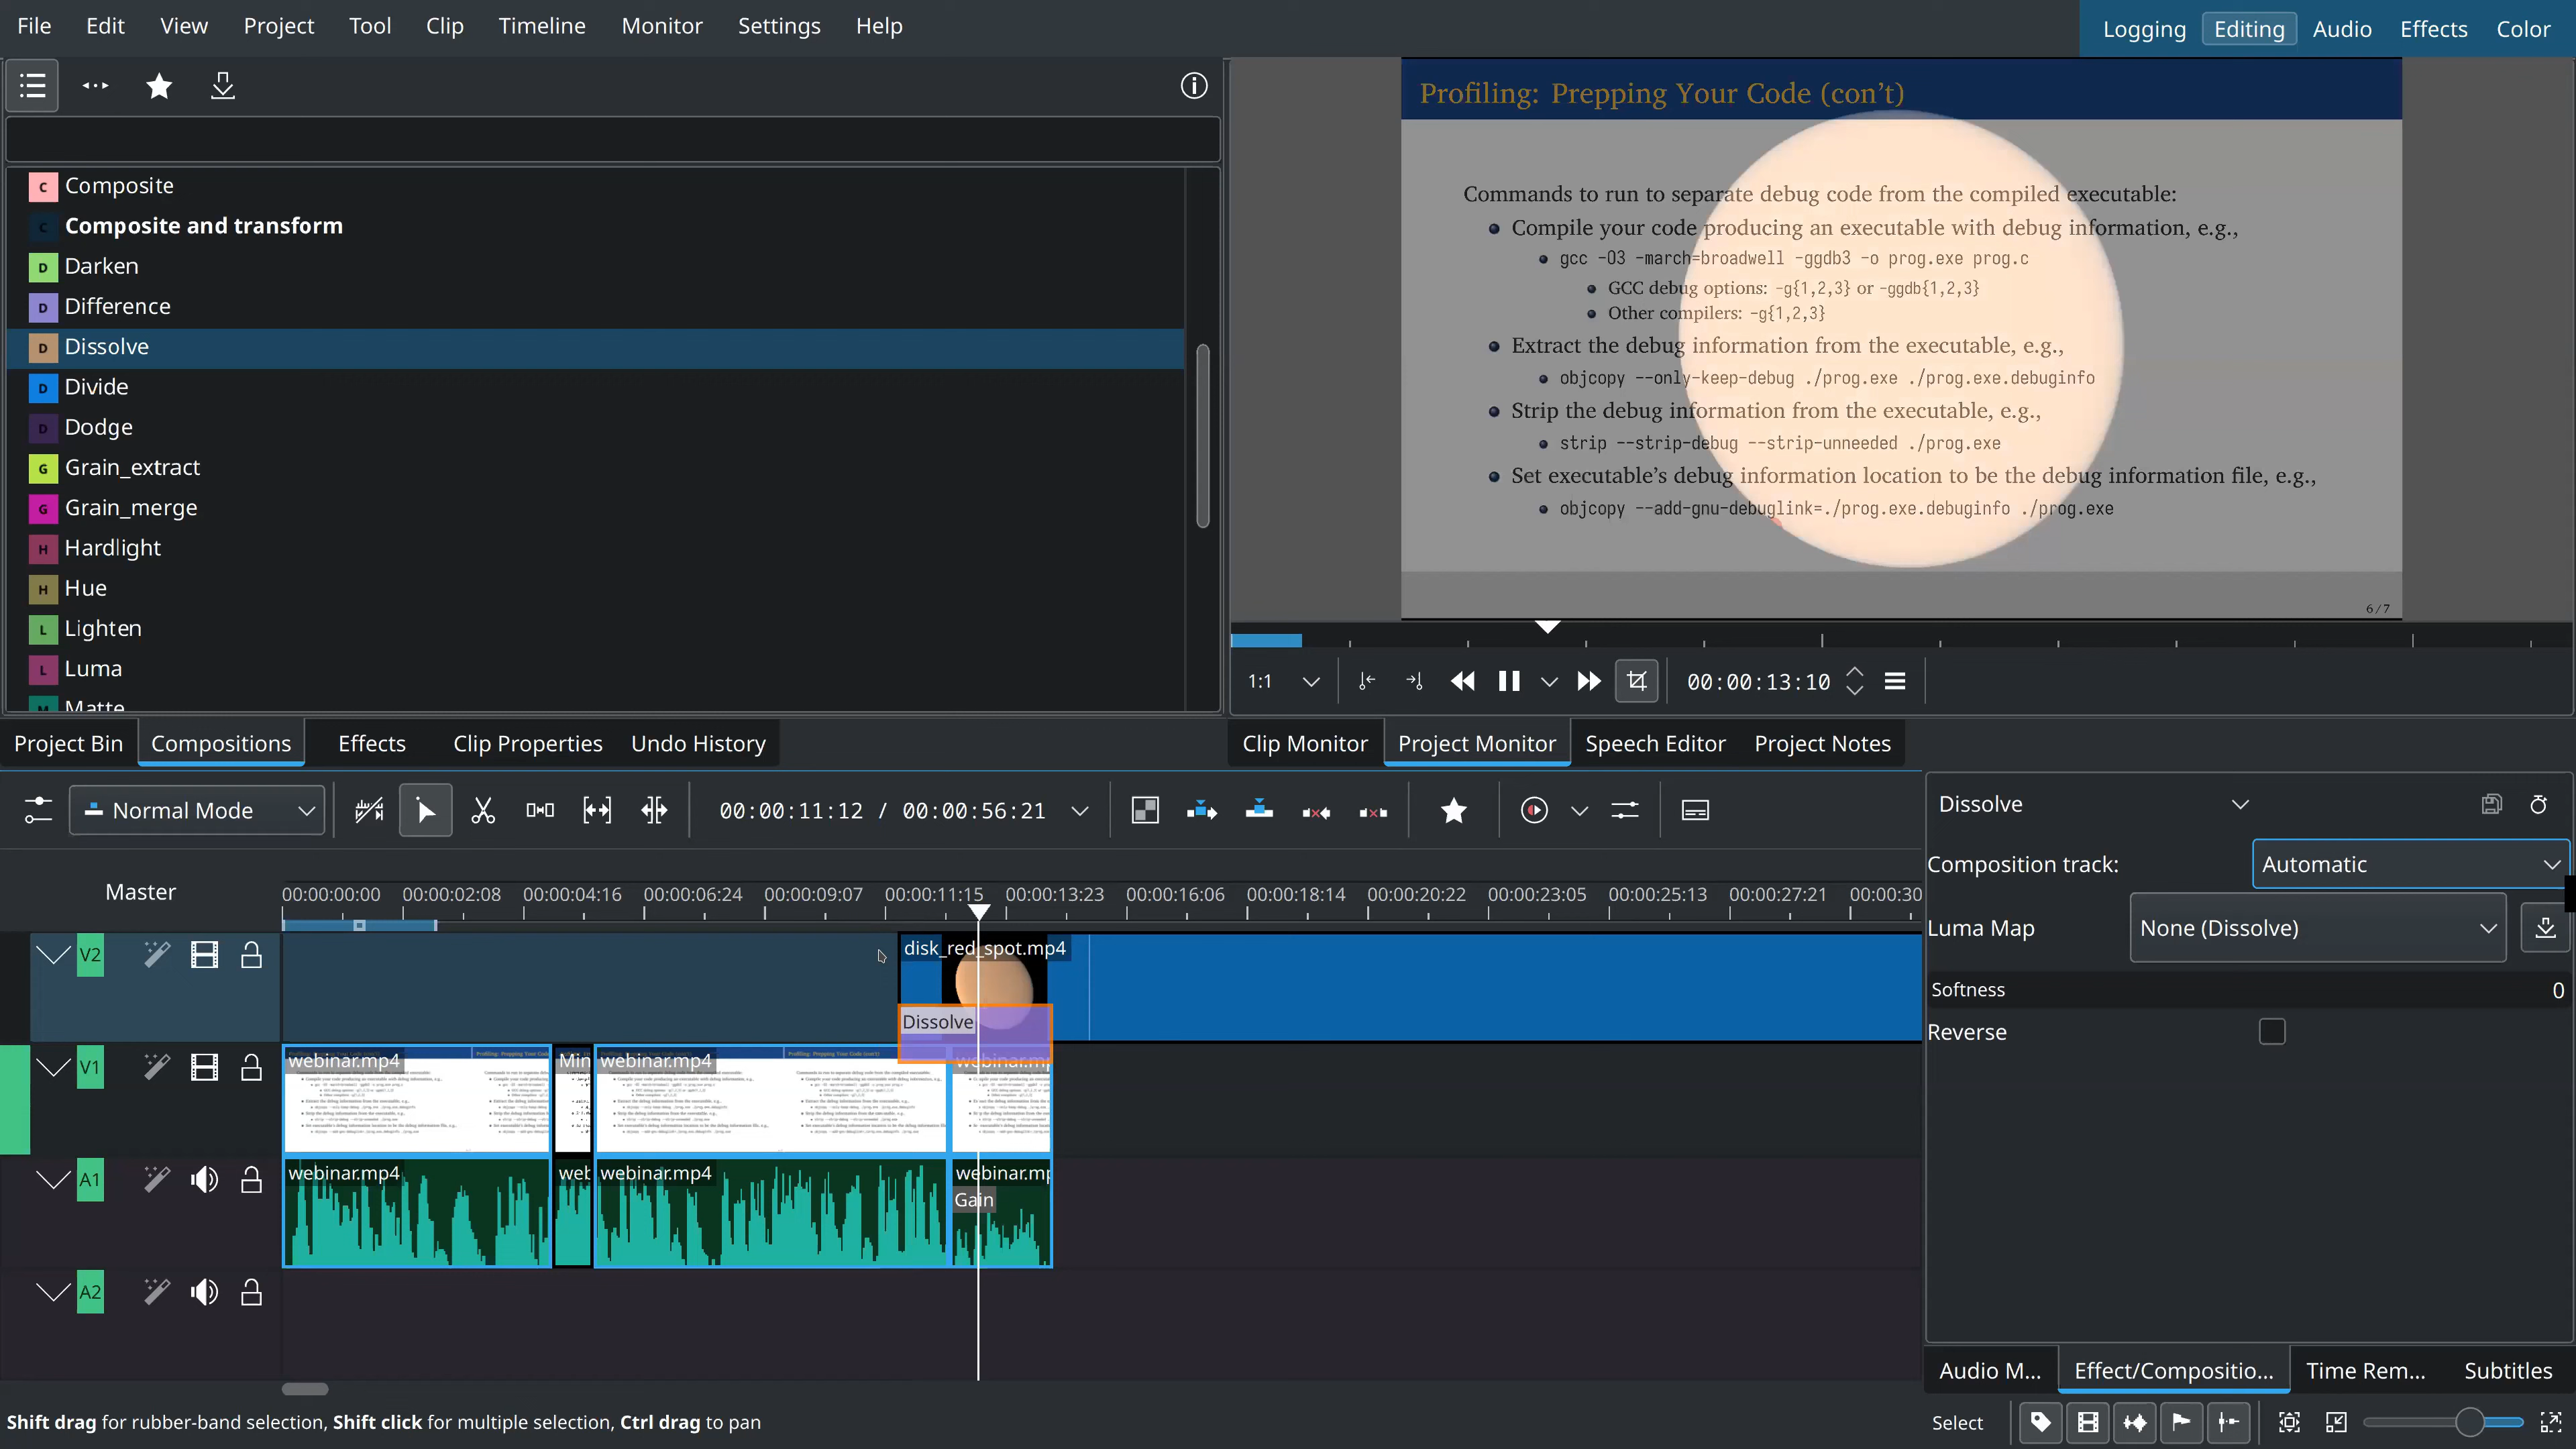 File Edit View Project Tool Clip Timeline Monitor Settings Help
Logging Editing Audio Effects Color
C Composite
C Composite and transform
D Darken
D Difference
D Dissolve
D Divide
D Dodge
G Grain_extract
G Grain_merge
H Hardlight
H Hue
L Lighten
L Luma
M Matte
Profiling: Prepping Your Code (con't)
Commands to run to separate debug code from the compiled executable:
Compile your code producing an executable with debug information, e.g.,
gcc -O3 -march=broadwell -ggdb3 -o prog.exe prog.c
GCC debug options: -g{1,2,3} or -ggdb{1,2,3}
Other compilers: -g{1,2,3}
Extract the debug information from the executable, e.g.,
objcopy --only-keep-debug ./prog.exe ./prog.exe.debuginfo
Strip the debug information from the executable, e.g.,
strip --strip-debug --strip-unneeded ./prog.exe
Set executable's debug information location to be the debug information file, e.g.,
objcopy --add-gnu-debuglink=./prog.exe.debuginfo ./prog.exe
6/7
1:1 00:00:13:10
Project Bin Compositions Effects Clip Properties Undo History
Clip Monitor Project Monitor Speech Editor Project Notes
Normal Mode 00:00:11:12 / 00:00:56:21
Master 00:00:00:00 00:00:02:08 00:00:04:16 00:00:06:24 00:00:09:07 00:00:11:15 00:00:13:23 00:00:16:06 00:00:18:14 00:00:20:22 00:00:23:05 00:00:25:13 00:00:27:21 00:00:30
V2 disk_red_spot.mp4
Dissolve
V1 webinar.mp4 Min webinar.mp4 webinar.mp
A1 webinar.mp4 web webinar.mp4 webinar.mp
Gain
A2
Dissolve
Composition track: Automatic
Luma Map None (Dissolve)
Softness 0
Reverse
Audio M... Effect/Compositio... Time Rem... Subtitles
Shift drag for rubber-band selection, Shift click for multiple selection, Ctrl drag to pan
Select